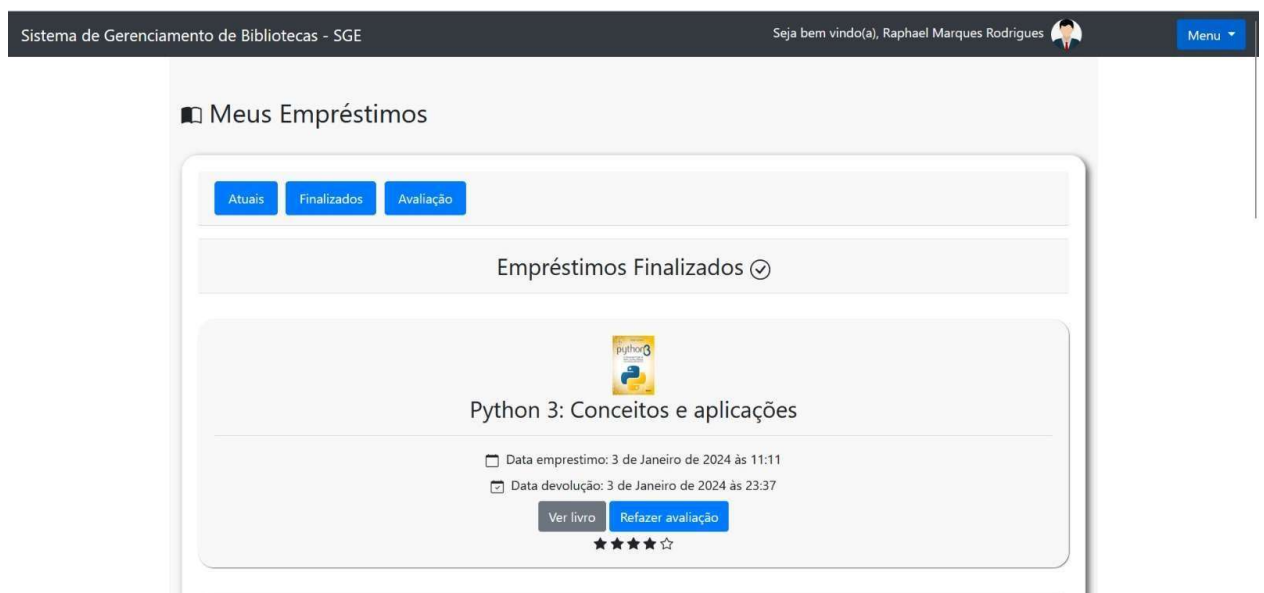 Sistema de Gerenciamento de Bibliotecas - SGE
Seja bem vindo(a), Raphael Marques Rodrigues
Menu
Meus Empréstimos
Atuais Finalizados Avaliação
Empréstimos Finalizados
python3
Python 3: Conceitos e aplicações
Data emprestimo: 3 de Janeiro de 2024 às 11:11
Data devolução: 3 de Janeiro de 2024 às 23:37
Ver livro Refazer avaliação